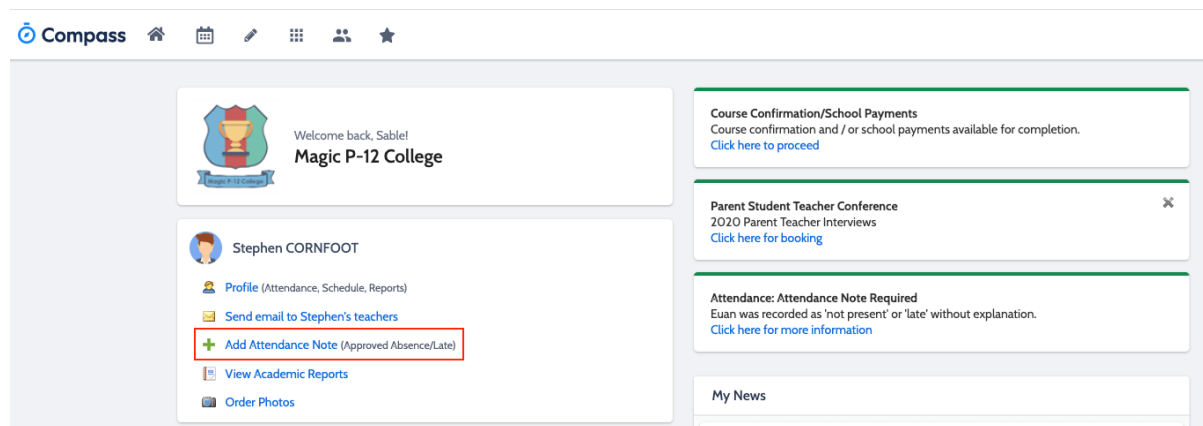 Compass
Welcome back, Sable!
Magic P-12 College
Magic P-12 College
Stephen CORNFOOT
Profile (Attendance, Schedule, Reports)
Send email to Stephen's teachers
Add Attendance Note (Approved Absence/Late)
View Academic Reports
Order Photos
Course Confirmation/School Payments
Course confirmation and / or school payments available for completion.
Click here to proceed
Parent Student Teacher Conference
2020 Parent Teacher Interviews
Click here for booking
Attendance: Attendance Note Required
Euan was recorded as 'not present' or 'late' without explanation.
Click here for more information
My News